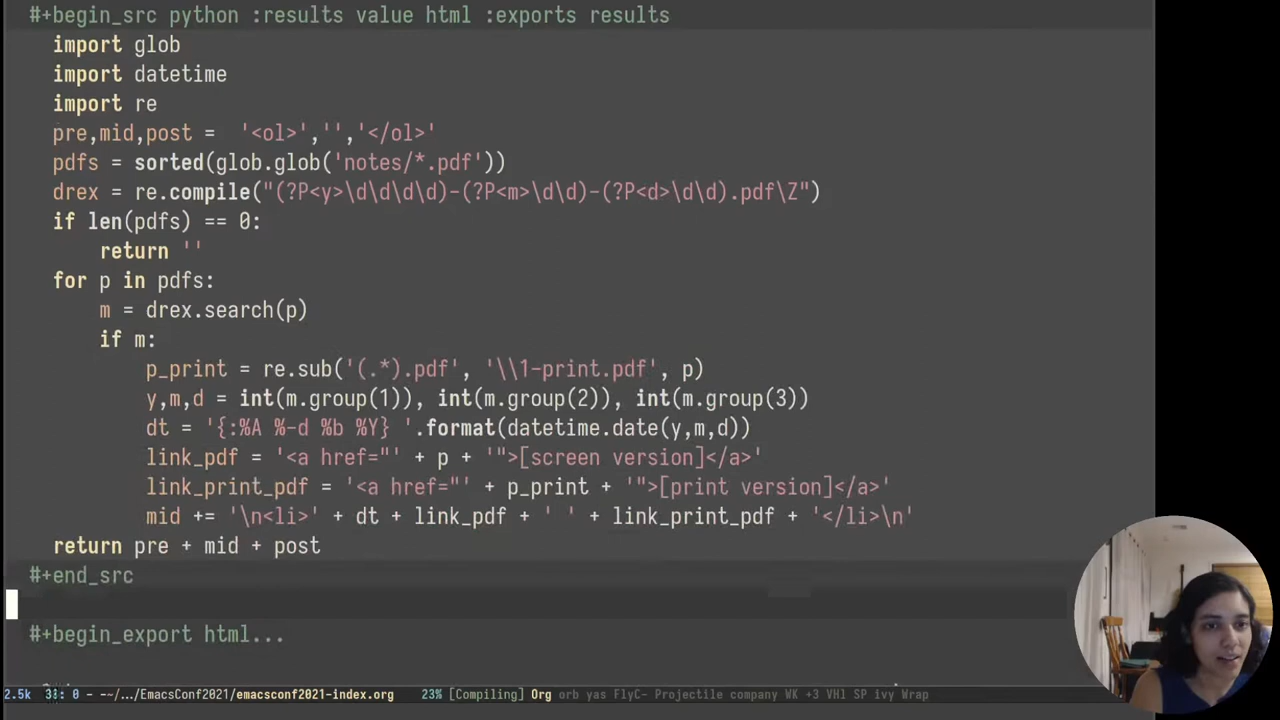 #+begin_src python :results value html :exports results
import glob
import datetime
import re
pre,mid,post =  '<ol>','','</ol>'
pdfs = sorted(glob.glob('notes/*.pdf'))
drex = re.compile("(?P<y>\d\d\d\d)-(?P<m>\d\d)-(?P<d>\d\d).pdf\Z")
if len(pdfs) == 0:
    return ''
for p in pdfs:
    m = drex.search(p)
    if m:
        p_print = re.sub('(.*).pdf', '\\1-print.pdf', p)
        y,m,d = int(m.group(1)), int(m.group(2)), int(m.group(3))
        dt = '{:%A %-d %b %Y} '.format(datetime.date(y,m,d))
        link_pdf = '<a href="' + p + '">[screen version]</a>'
        link_print_pdf = '<a href="' + p_print + '">[print version]</a>'
        mid += '\n<li>' + dt + link_pdf + ' ' + link_print_pdf + '</li>\n'
return pre + mid + post
#+end_src
#+begin_export html...
2.5k 38: 0 - ~~/.../EmacsConf2021/emacsconf2021-index.org 23% [Compiling] Org orb yas FlyC- Projectile company WK +3 VHl SP ivy Wrap